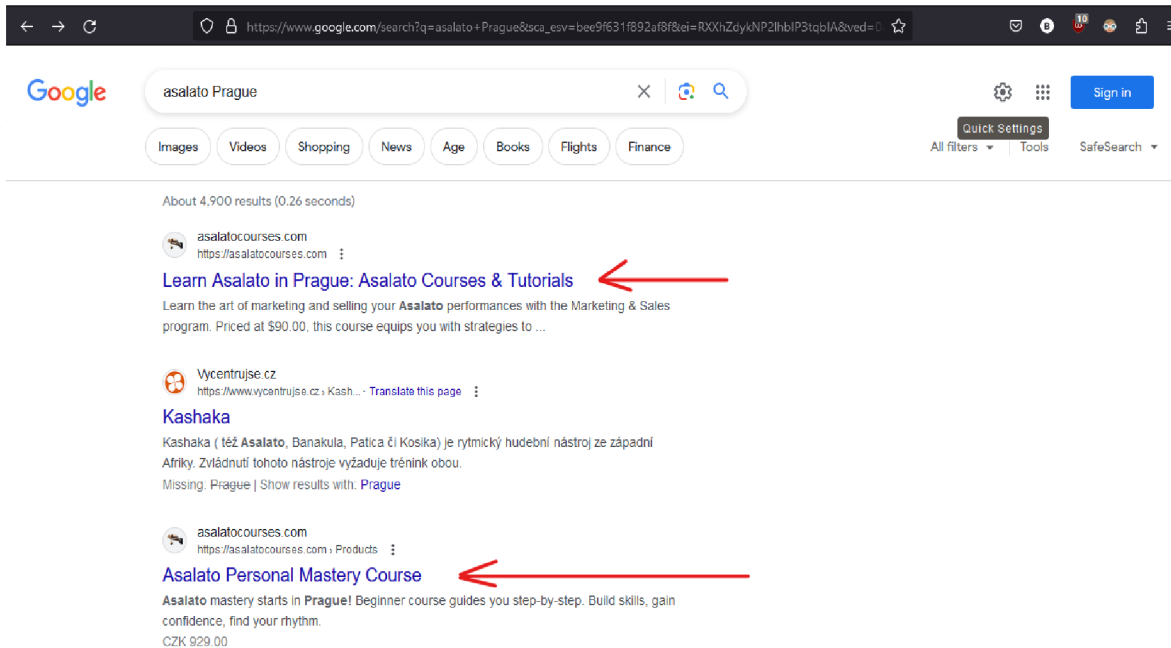 https://www.google.com/search?q=asalato+Prague&sca_esv=bee9f631f892af8f&ei=RXXhZdykNP2lhbIP3tqblA&ved=0
10
Google
asalato Prague
Sign in
Quick Settings
Images Videos Shopping News Age Books Flights Finance
All filters Tools SafeSearch
About 4,900 results (0.26 seconds)
asalatocourses.com
https://asalatocourses.com
Learn Asalato in Prague: Asalato Courses & Tutorials
Learn the art of marketing and selling your Asalato performances with the Marketing & Sales
program. Priced at $90.00, this course equips you with strategies to ...
Vycentrujse.cz
https://www.vycentrujse.cz › Kash... · Translate this page
Kashaka
Kashaka ( též Asalato, Banakula, Patica či Kosika) je rytmický hudební nástroj ze západní
Afriky. Zvládnutí tohoto nástroje vyžaduje trénink obou.
Missing: Prague | Show results with: Prague
asalatocourses.com
https://asalatocourses.com › Products
Asalato Personal Mastery Course
Asalato mastery starts in Prague! Beginner course guides you step-by-step. Build skills, gain
confidence, find your rhythm.
CZK 929.00